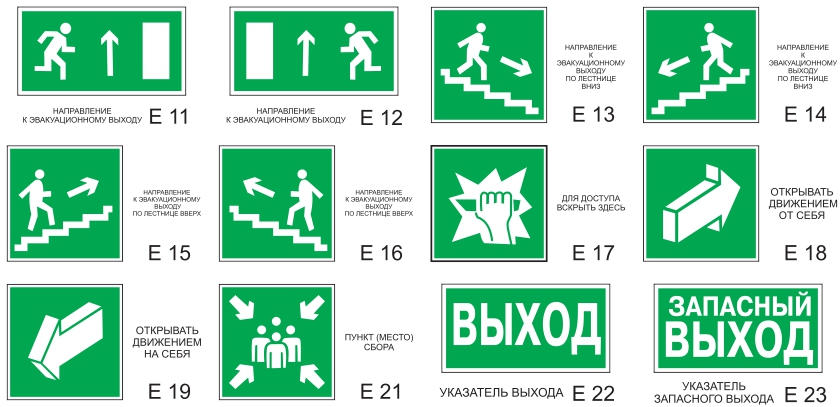 НАПРАВЛЕНИЕ
К ЭВАКУАЦИОННОМУ ВЫХОДУ
E 11
НАПРАВЛЕНИЕ
К ЭВАКУАЦИОННОМУ ВЫХОДУ
E 12
НАПРАВЛЕНИЕ
К
ЭВАКУАЦИОННОМУ
ВЫХОДУ
ПО ЛЕСТНИЦЕ
ВНИЗ
E 13
НАПРАВЛЕНИЕ
К
ЭВАКУАЦИОННОМУ
ВЫХОДУ
ПО ЛЕСТНИЦЕ
ВНИЗ
E 14
НАПРАВЛЕНИЕ
К ЭВАКУАЦИОННОМУ
ВЫХОДУ
ПО ЛЕСТНИЦЕ ВВЕРХ
E 15
НАПРАВЛЕНИЕ
К ЭВАКУАЦИОННОМУ
ВЫХОДУ
ПО ЛЕСТНИЦЕ ВВЕРХ
E 16
ДЛЯ ДОСТУПА
ВСКРЫТЬ ЗДЕСЬ
E 17
ОТКРЫВАТЬ
ДВИЖЕНИЕМ
ОТ СЕБЯ
E 18
ОТКРЫВАТЬ
ДВИЖЕНИЕМ
НА СЕБЯ
E 19
ПУНКТ (МЕСТО)
СБОРА
E 21
ВЫХОД
УКАЗАТЕЛЬ ВЫХОДА E 22
ЗАПАСНЫЙ
ВЫХОД
УКАЗАТЕЛЬ
ЗАПАСНОГО ВЫХОДА E 23